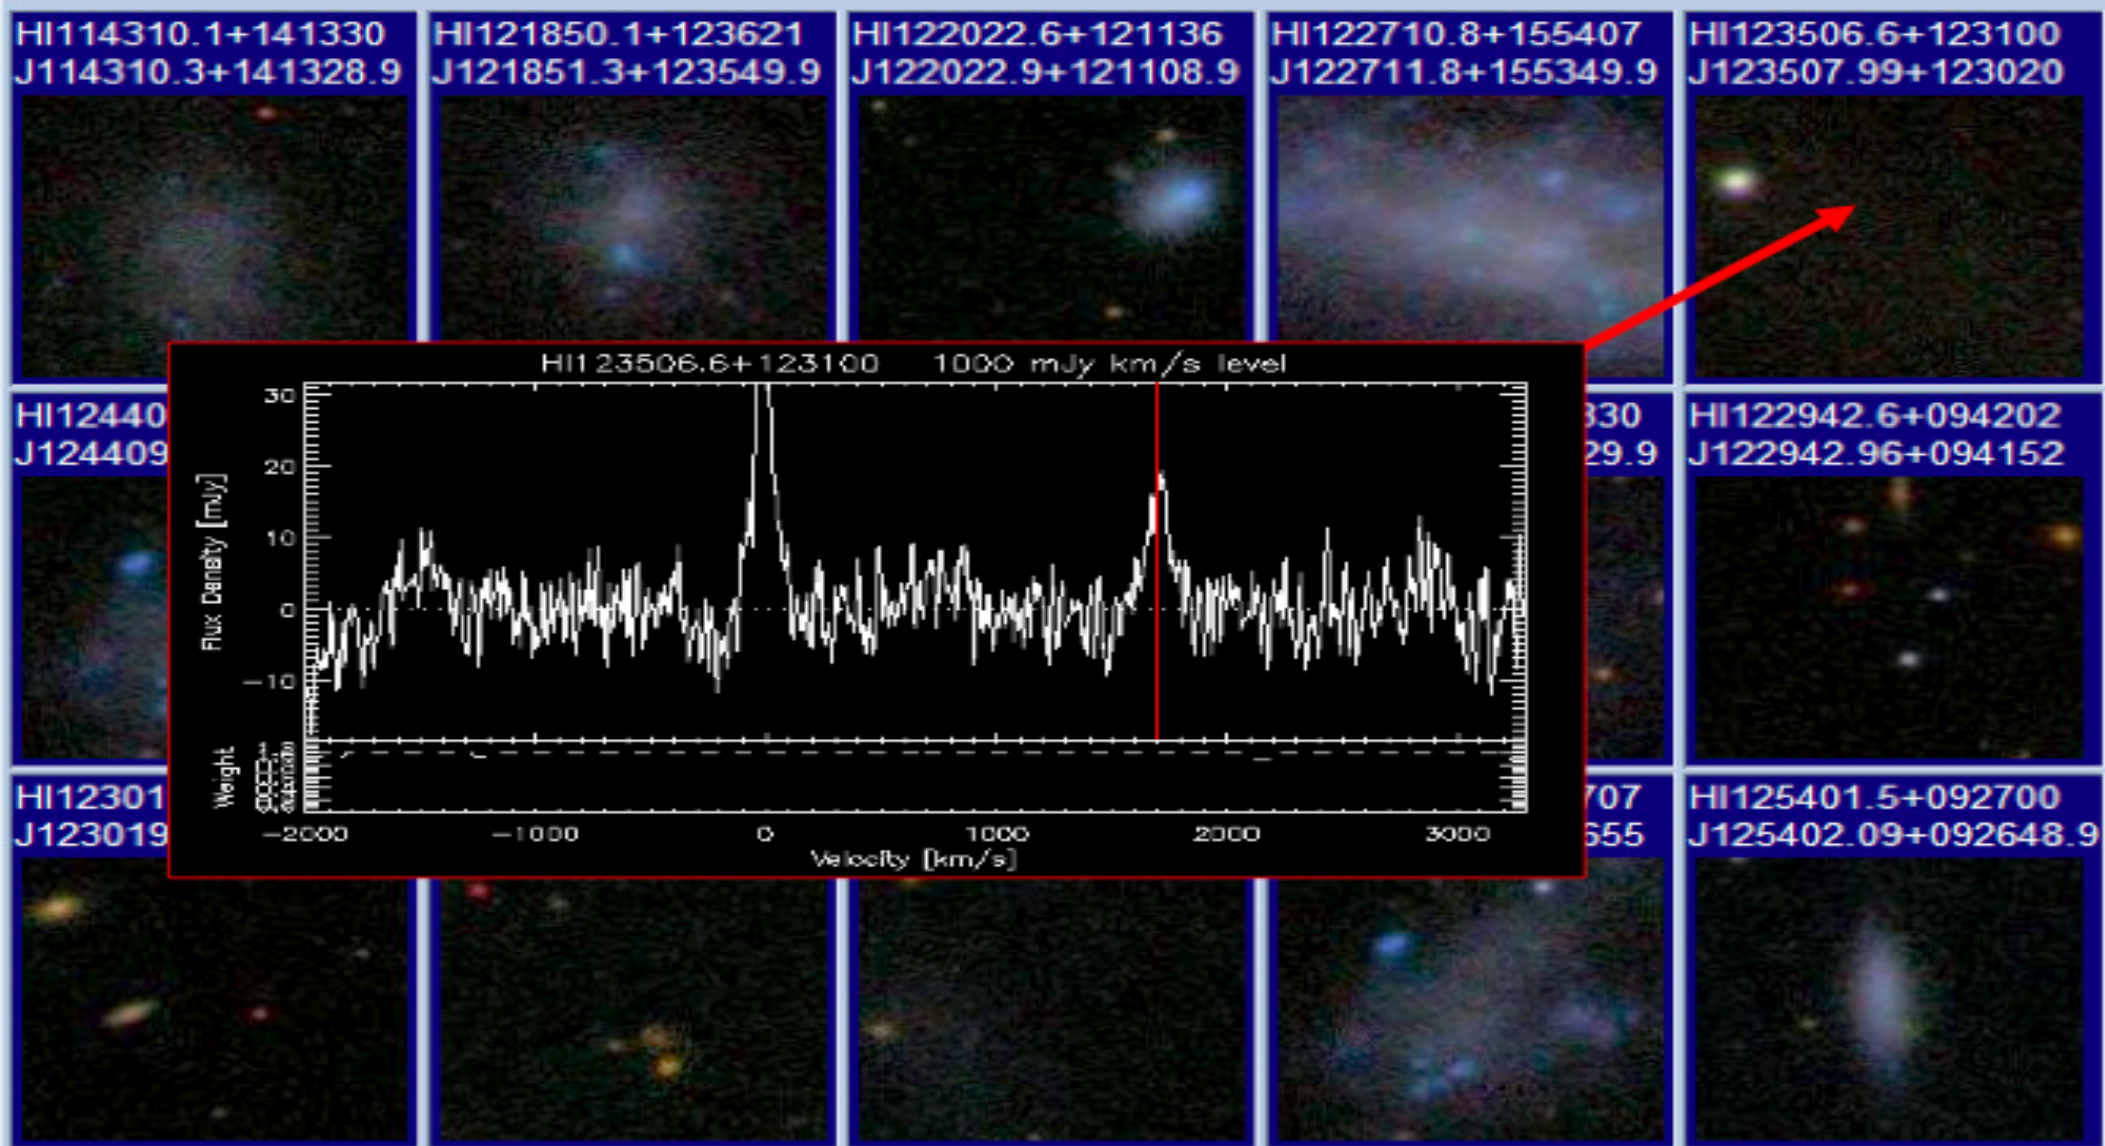 HI114310.1+141330
J114310.3+141328.9
HI121850.1+123621
J121851.3+123549.9
HI122022.6+121136
J122022.9+121108.9
HI122710.8+155407
J122711.8+155349.9
HI123506.6+123100
J123507.99+123020
HI12440
J124409
330
29.9
HI122942.6+094202
J122942.96+094152
HI123506.6+123100 1000 mJy km/s level
Flux Density [mJy]
30
20
10
0
-10
Weight
-2000 -1000 0 1000 2000 3000
Velocity [km/s]
HI12301
J123019
707
655
HI125401.5+092700
J125402.09+092648.9